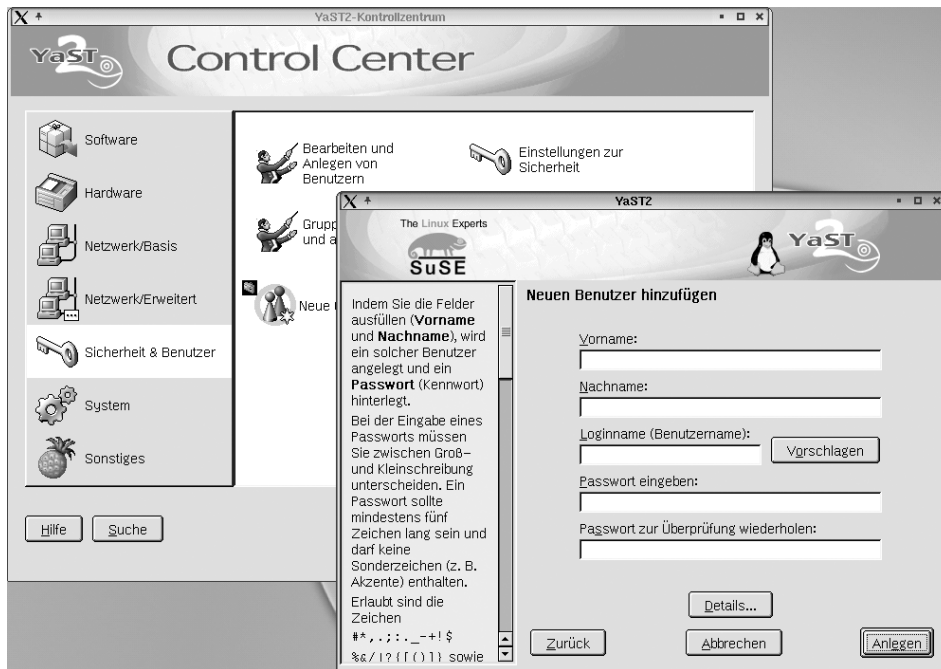 YaST2-Kontrollzentrum
YaST2
Control Center
Software
Hardware
Netzwerk/Basis
Netzwerk/Erweitert
Sicherheit & Benutzer
System
Sonstiges
Hilfe
Suche
Bearbeiten und
Anlegen von
Benutzern
Einstellungen zur
Sicherheit
Neue
YaST2
The Linux Experts
SuSE
YaST
Indem Sie die Felder
ausfüllen (Vorname
und Nachname), wird
ein solcher Benutzer
angelegt und ein
Passwort (Kennwort)
hinterlegt.
Bei der Eingabe eines
Passworts müssen
Sie zwischen Groß–
und Kleinschreibung
unterscheiden. Ein
Passwort sollte
mindestens fünf
Zeichen lang sein und
darf keine
Sonderzeichen (z. B.
Akzente) enthalten.
Erlaubt sind die
Zeichen
#*,.;:._-+!$
%&/|?{[()]} sowie
Neuen Benutzer hinzufügen
Vorname:
Nachname:
Loginname (Benutzername):
Vorschlagen
Passwort eingeben:
Passwort zur Überprüfung wiederholen:
Details...
Zurück
Abbrechen
Anlegen